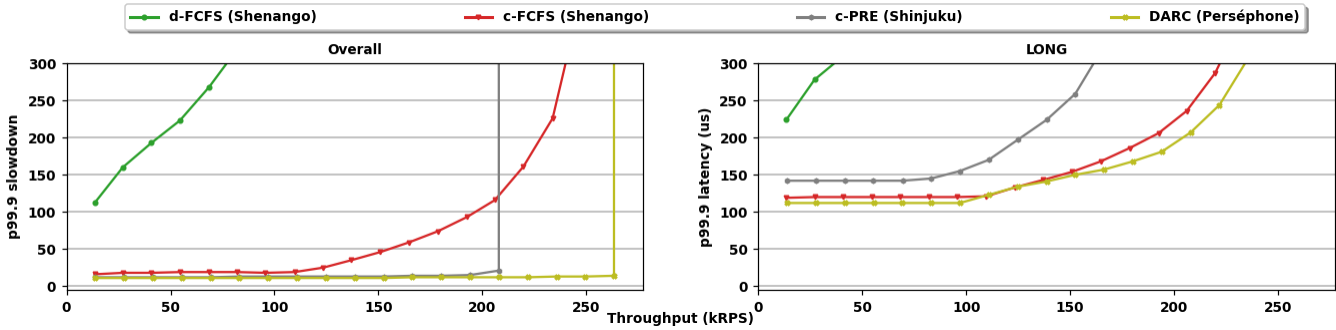 d-FCFS (Shenango) c-FCFS (Shenango) c-PRE (Shinjuku) DARC (Perséphone)
Overall
p99.9 slowdown
300
250
200
150
100
50
0
0 50 100 150 200 250
LONG
p99.9 latency (us)
300
250
200
150
100
50
0
0 50 100 150 200 250
Throughput (kRPS)